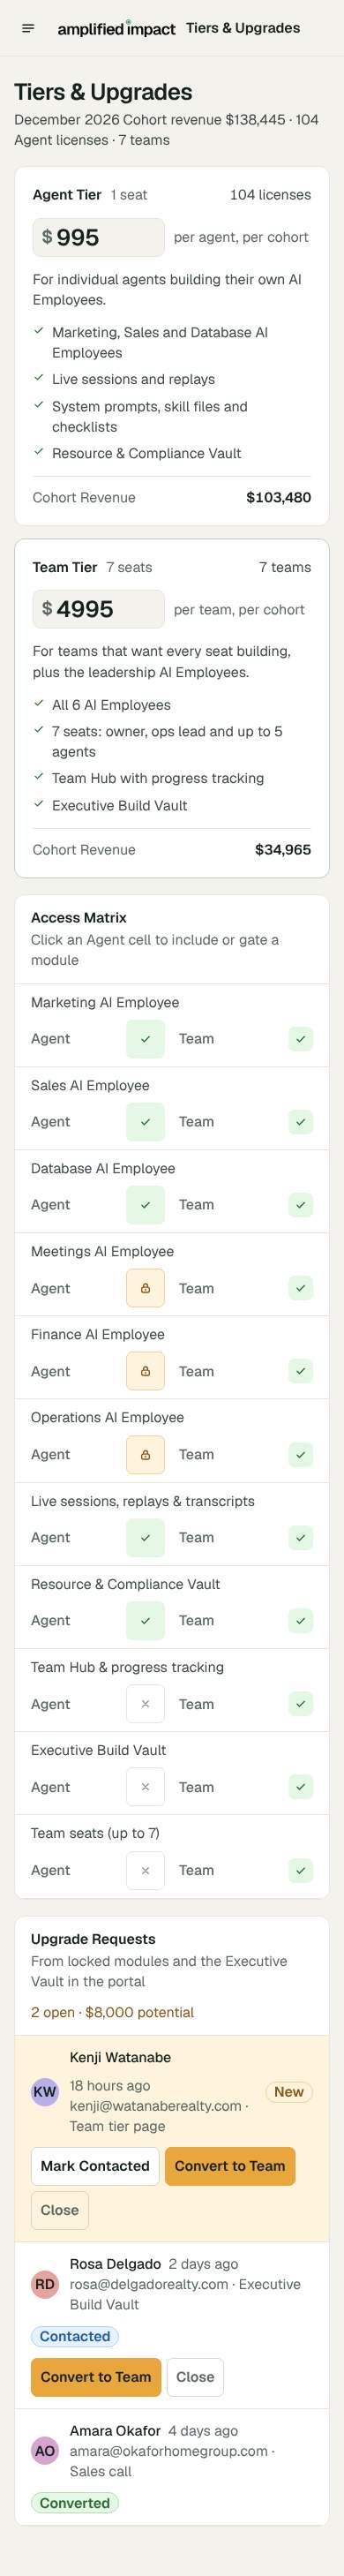 amplified impact Tiers & Upgrades
Tiers & Upgrades
December 2026 Cohort revenue $138,445 · 104
Agent licenses · 7 teams
Agent Tier 1 seat 104 licenses
$ 995 per agent, per cohort
For individual agents building their own AI
Employees.
Marketing, Sales and Database AI
Employees
Live sessions and replays
System prompts, skill files and
checklists
Resource & Compliance Vault
Cohort Revenue $103,480
Team Tier 7 seats 7 teams
$ 4995 per team, per cohort
For teams that want every seat building,
plus the leadership AI Employees.
All 6 AI Employees
7 seats: owner, ops lead and up to 5
agents
Team Hub with progress tracking
Executive Build Vault
Cohort Revenue $34,965
Access Matrix
Click an Agent cell to include or gate a
module
Marketing AI Employee
Agent Team
Sales AI Employee
Agent Team
Database AI Employee
Agent Team
Meetings AI Employee
Agent Team
Finance AI Employee
Agent Team
Operations AI Employee
Agent Team
Live sessions, replays & transcripts
Agent Team
Resource & Compliance Vault
Agent Team
Team Hub & progress tracking
Agent Team
Executive Build Vault
Agent Team
Team seats (up to 7)
Agent Team
Upgrade Requests
From locked modules and the Executive
Vault in the portal
2 open · $8,000 potential
Kenji Watanabe
KW 18 hours ago New
kenji@watanaberealty.com ·
Team tier page
Mark Contacted Convert to Team
Close
Rosa Delgado 2 days ago
RD rosa@delgadorealty.com · Executive
Build Vault
Contacted
Convert to Team Close
Amara Okafor 4 days ago
AO amara@okaforhomegroup.com ·
Sales call
Converted